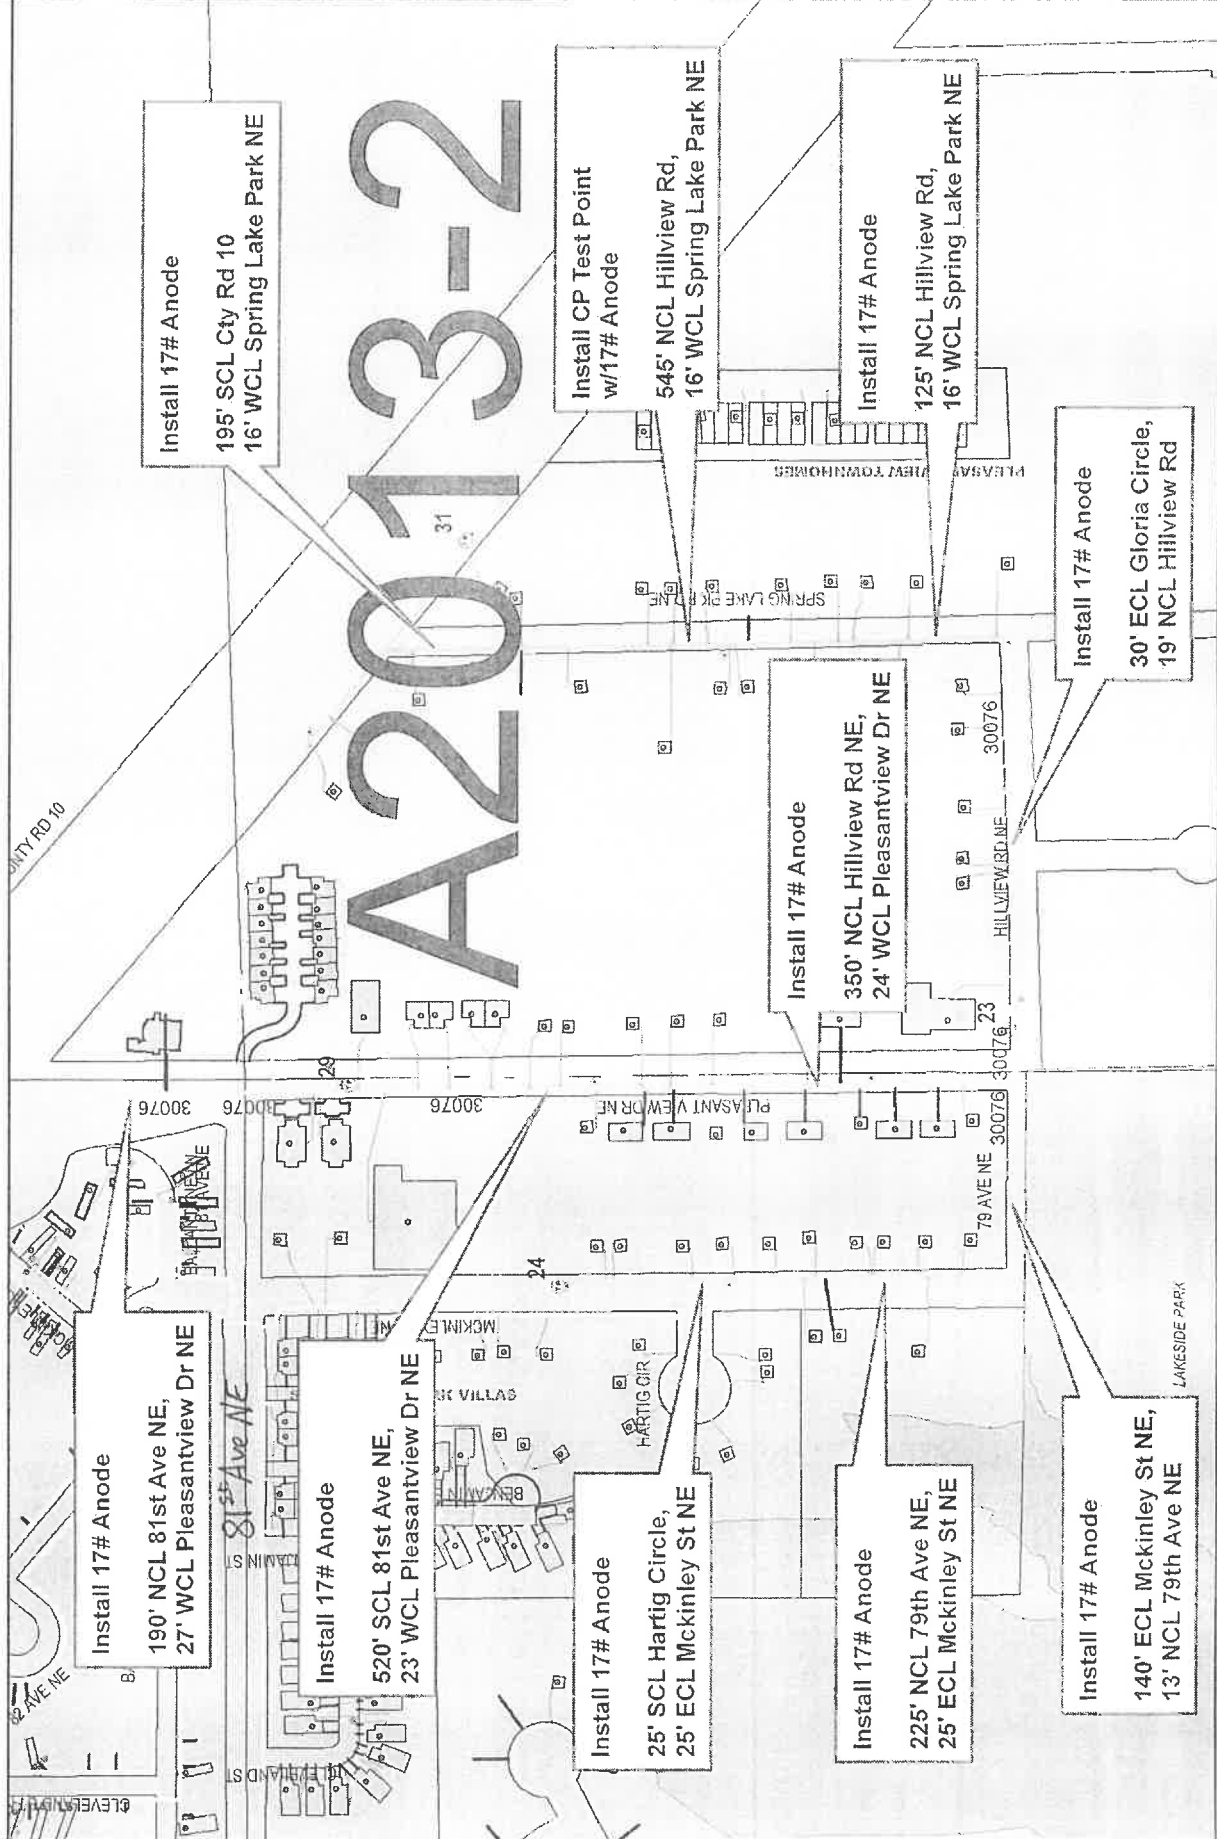 Install 17# Anode
190' NCL 81st Ave NE,
27' WCL Pleasantview Dr NE
81st Ave NE
Install 17# Anode
520' SCL 81st Ave NE,
23' WCL Pleasantview Dr NE
Install 17# Anode
25' SCL Hartig Circle,
25' ECL Mckinley St NE
Install 17# Anode
225' NCL 79th Ave NE,
25' ECL Mckinley St NE
Install 17# Anode
140' ECL Mckinley St NE,
13' NCL 79th Ave NE
Install 17# Anode
350' NCL Hillview Rd NE,
24' WCL Pleasantview Dr NE
Install 17# Anode
195' SCL Cty Rd 10
16' WCL Spring Lake Park NE
A2013-2
Install CP Test Point
w/17# Anode
545' NCL Hillview Rd,
16' WCL Spring Lake Park NE
Install 17# Anode
125' NCL Hillview Rd,
16' WCL Spring Lake Park NE
Install 17# Anode
30' ECL Gloria Circle,
19' NCL Hillview Rd
RD 10
82 AVE NE
CLEVELAND ST
HARTIG CIR
VILLAS
PLEASANT VIEW DR NE
79 AVE NE
LAKESIDE PARK
HILLVIEW RD NE
TOWNHOMES
30076
30076
30076
30076
30076
30076
29
24
23
31
30076